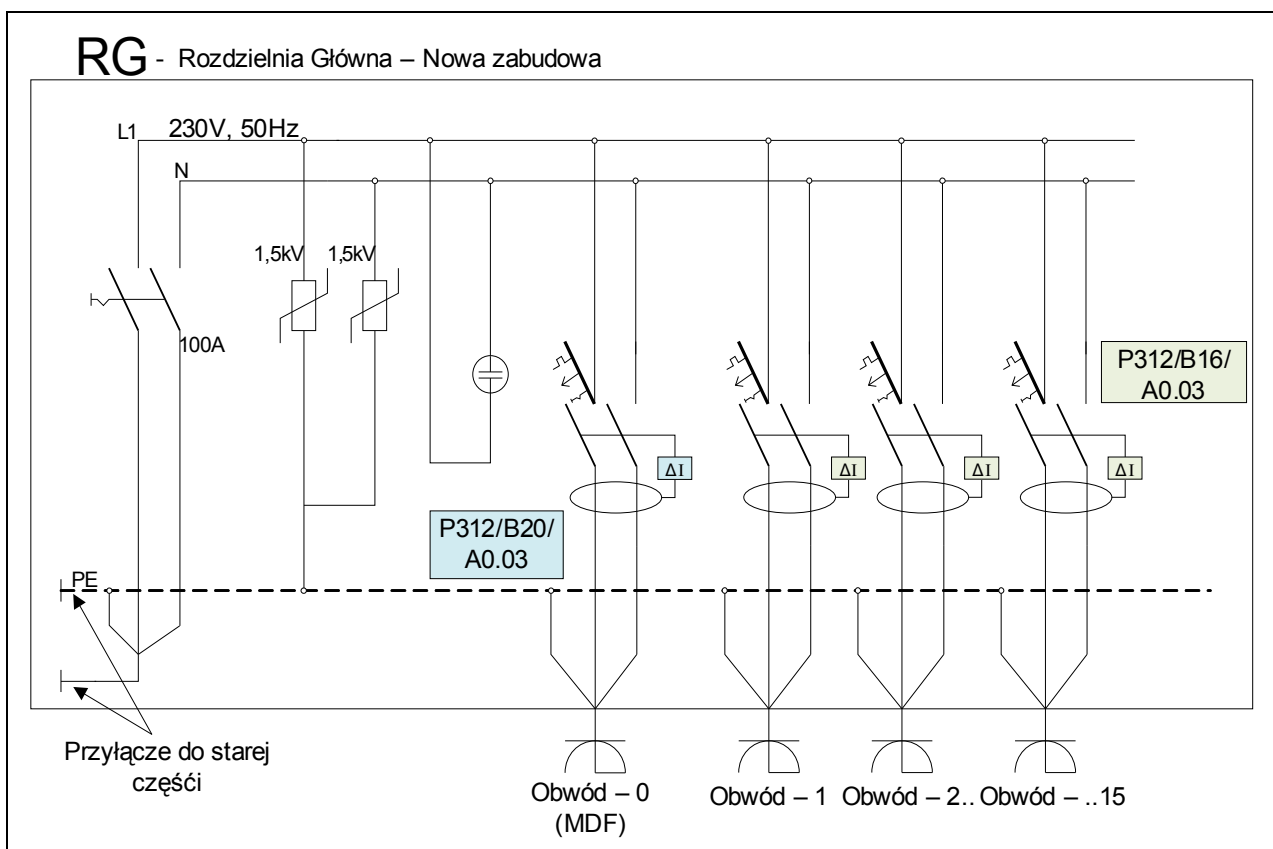 RG - Rozdzielnia Główna – Nowa zabudowa
L1 230V, 50Hz
N
1,5kV 1,5kV
100A
P312/B16/
A0.03
ΔI ΔI ΔI ΔI
P312/B20/
A0.03
PE
Przyłącze do starej
częśći
Obwód – 0
(MDF)
Obwód – 1
Obwód – 2..
Obwód – ..15